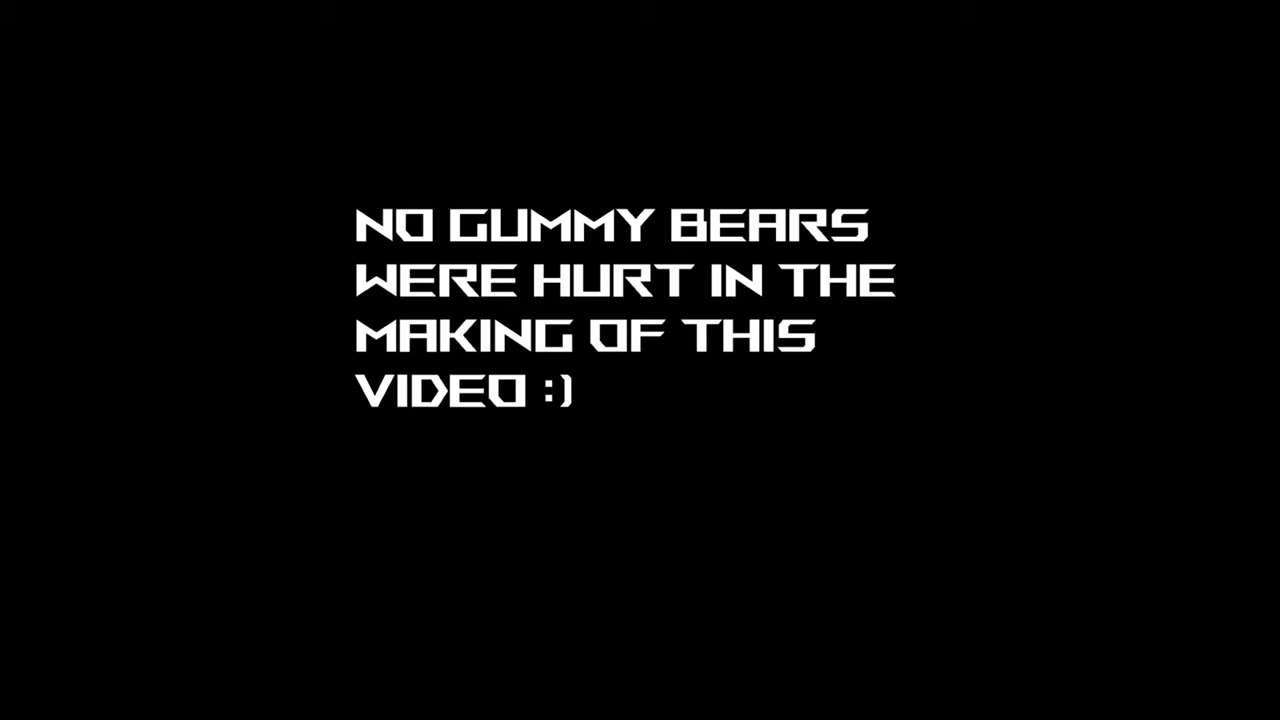 NO GUMMY BEARS
WERE HURT IN THE
MAKING OF THIS
VIDEO :)